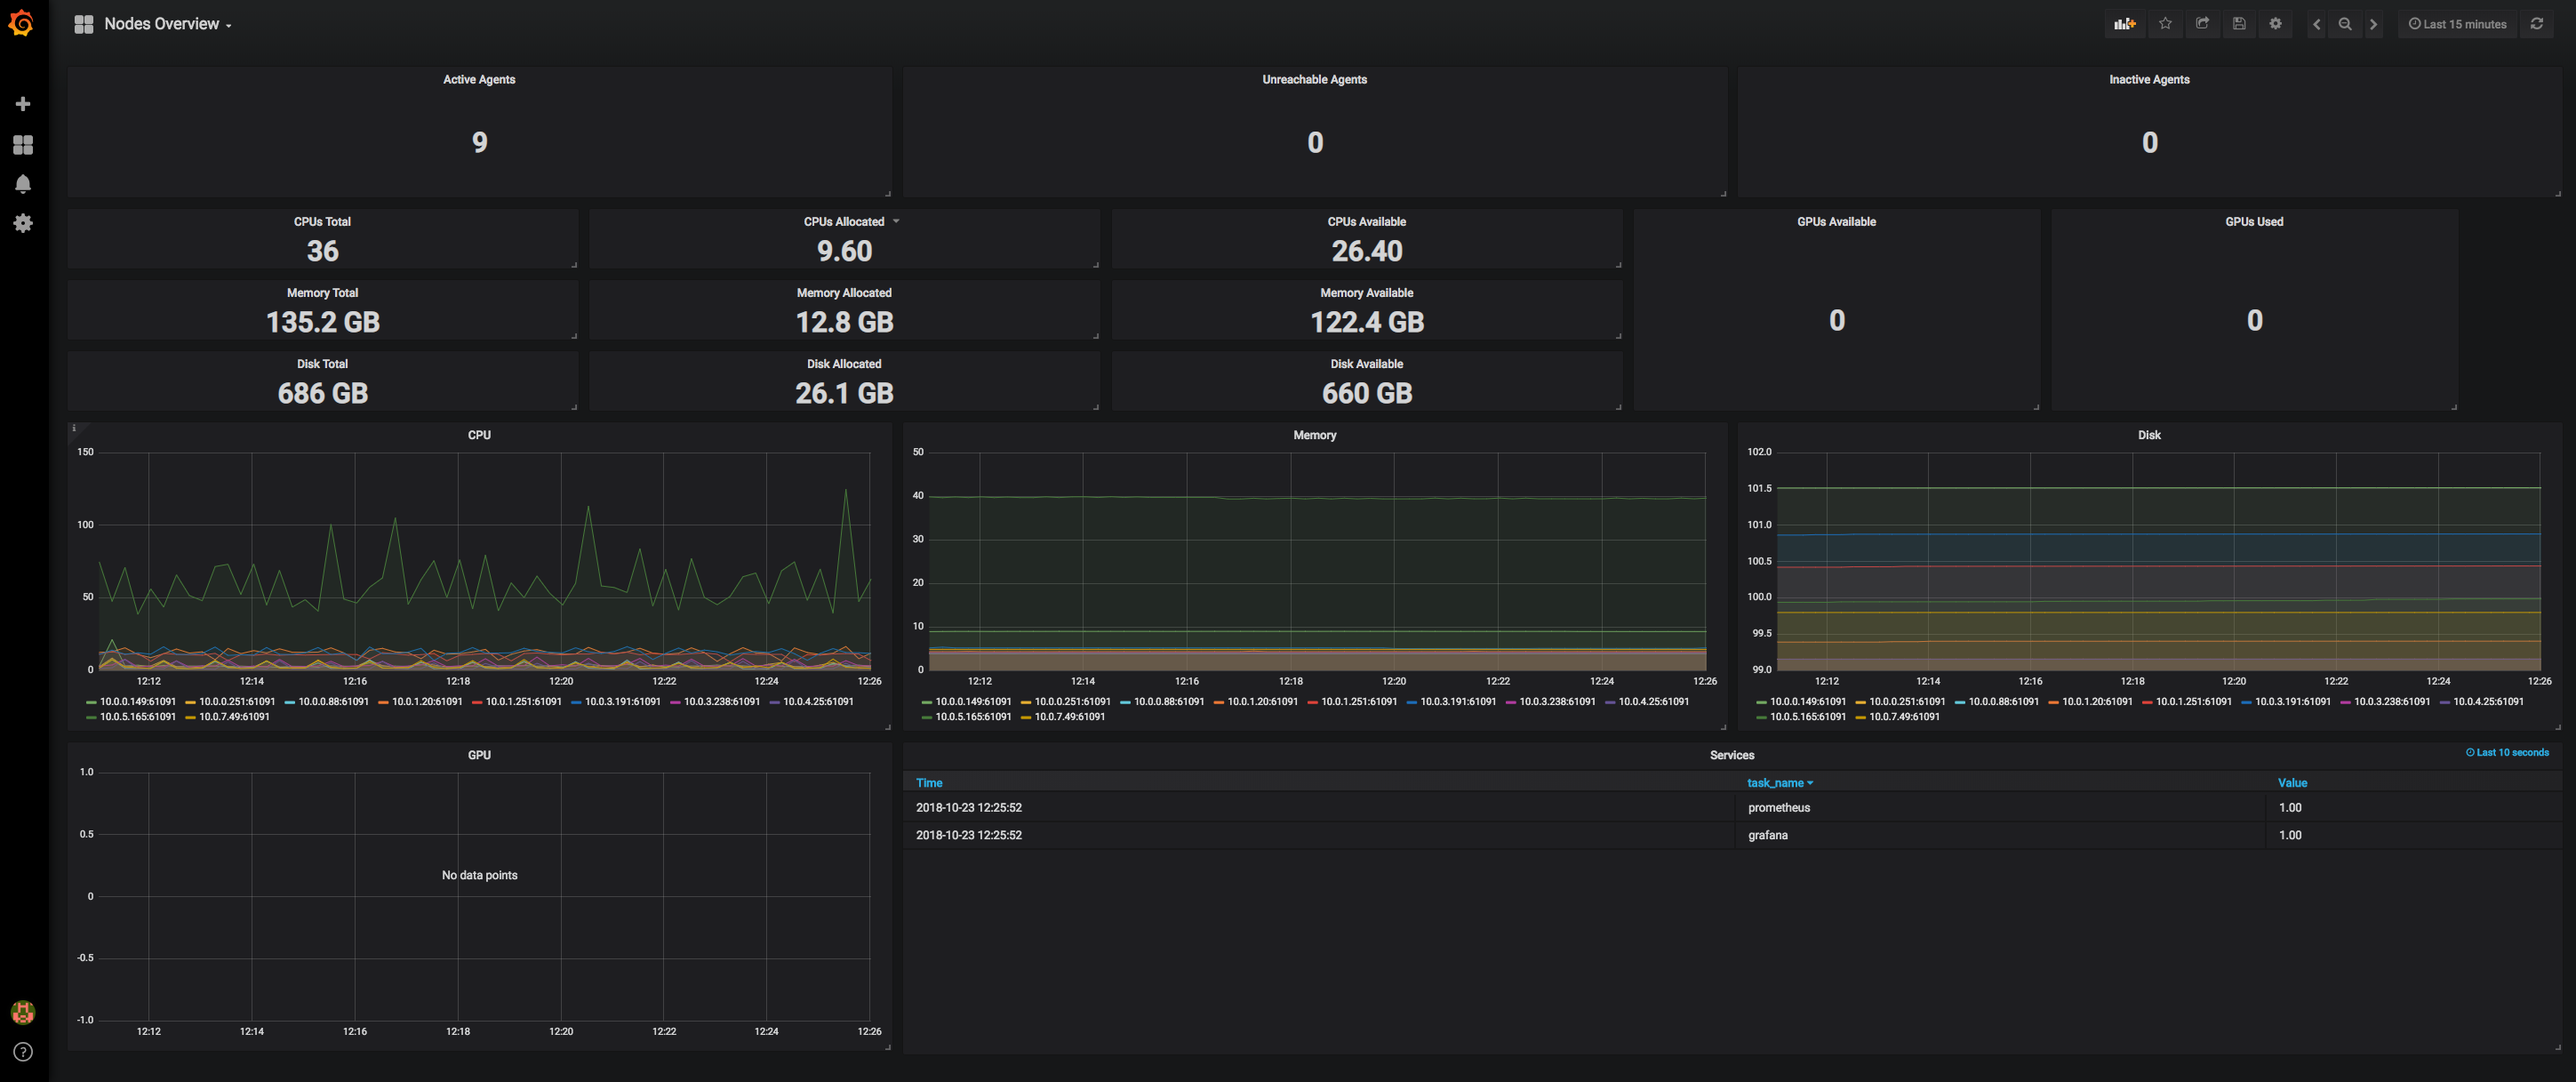 Nodes Overview
Last 15 minutes
Active Agents
9
Unreachable Agents
0
Inactive Agents
0
CPUs Total
36
CPUs Allocated
9.60
CPUs Available
26.40
GPUs Available
0
GPUs Used
0
Memory Total
135.2 GB
Memory Allocated
12.8 GB
Memory Available
122.4 GB
Disk Total
686 GB
Disk Allocated
26.1 GB
Disk Available
660 GB
i
CPU
150
100
50
0
12:12 12:14 12:16 12:18 12:20 12:22 12:24 12:26
10.0.0.149:61091 10.0.0.251:61091 10.0.0.88:61091 10.0.1.20:61091 10.0.1.251:61091 10.0.3.191:61091 10.0.3.238:61091 10.0.4.25:61091
10.0.5.165:61091 10.0.7.49:61091
Memory
50
40
30
20
10
0
12:12 12:14 12:16 12:18 12:20 12:22 12:24 12:26
10.0.0.149:61091 10.0.0.251:61091 10.0.0.88:61091 10.0.1.20:61091 10.0.1.251:61091 10.0.3.191:61091 10.0.3.238:61091 10.0.4.25:61091
10.0.5.165:61091 10.0.7.49:61091
Disk
102.0
101.5
101.0
100.5
100.0
99.5
99.0
12:12 12:14 12:16 12:18 12:20 12:22 12:24 12:26
10.0.0.149:61091 10.0.0.251:61091 10.0.0.88:61091 10.0.1.20:61091 10.0.1.251:61091 10.0.3.191:61091 10.0.3.238:61091 10.0.4.25:61091
10.0.5.165:61091 10.0.7.49:61091
GPU
1.0
0.5
0
-0.5
-1.0
No data points
12:12 12:14 12:16 12:18 12:20 12:22 12:24 12:26
Services
Last 10 seconds
Time task_name Value
2018-10-23 12:25:52 prometheus 1.00
2018-10-23 12:25:52 grafana 1.00
?